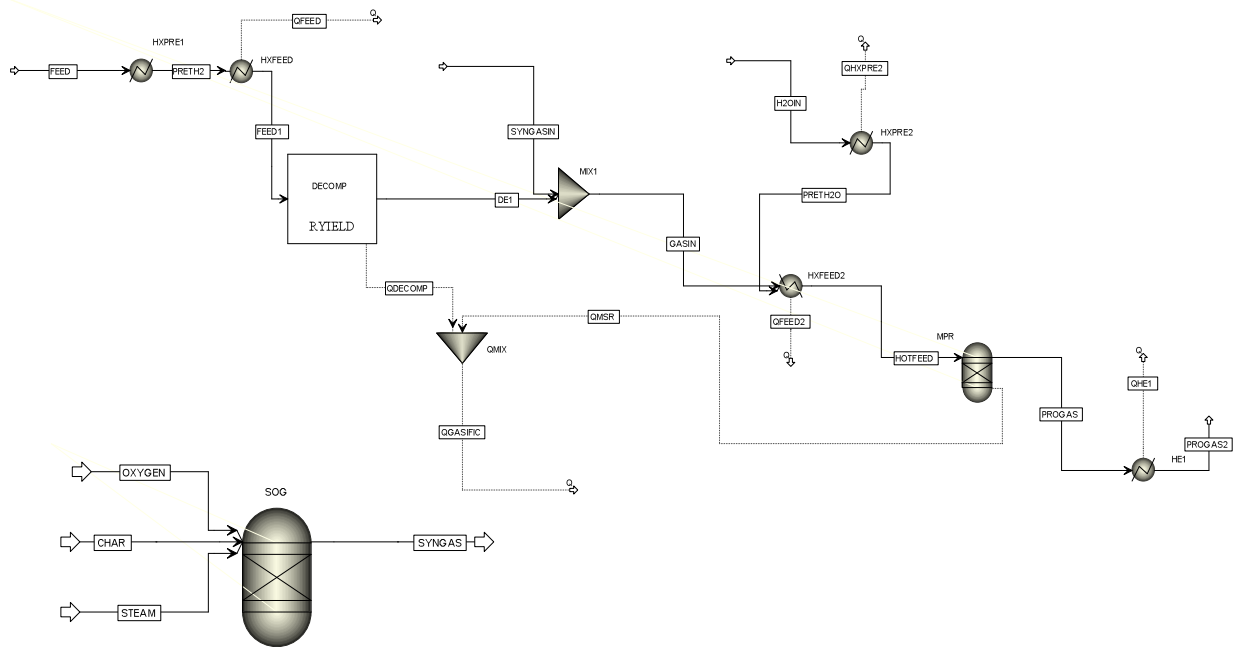 QFEED
Q
HXPRE1
HXFEED
FEED
PRETH2
Q
QHXPRE2
H2OIN
FEED1
SYNGASIN
HXPRE2
MIX1
DECOMP
RYIELD
DE1
PRETH2O
GASIN
HXFEED2
QDECOMP
QMSR
QFEED2
MPR
QMIX
Q
HOTFEED
Q
QHE1
PROGAS
QGASIFIC
PROGAS2
HE1
OXYGEN
SOG
Q
CHAR
SYNGAS
STEAM